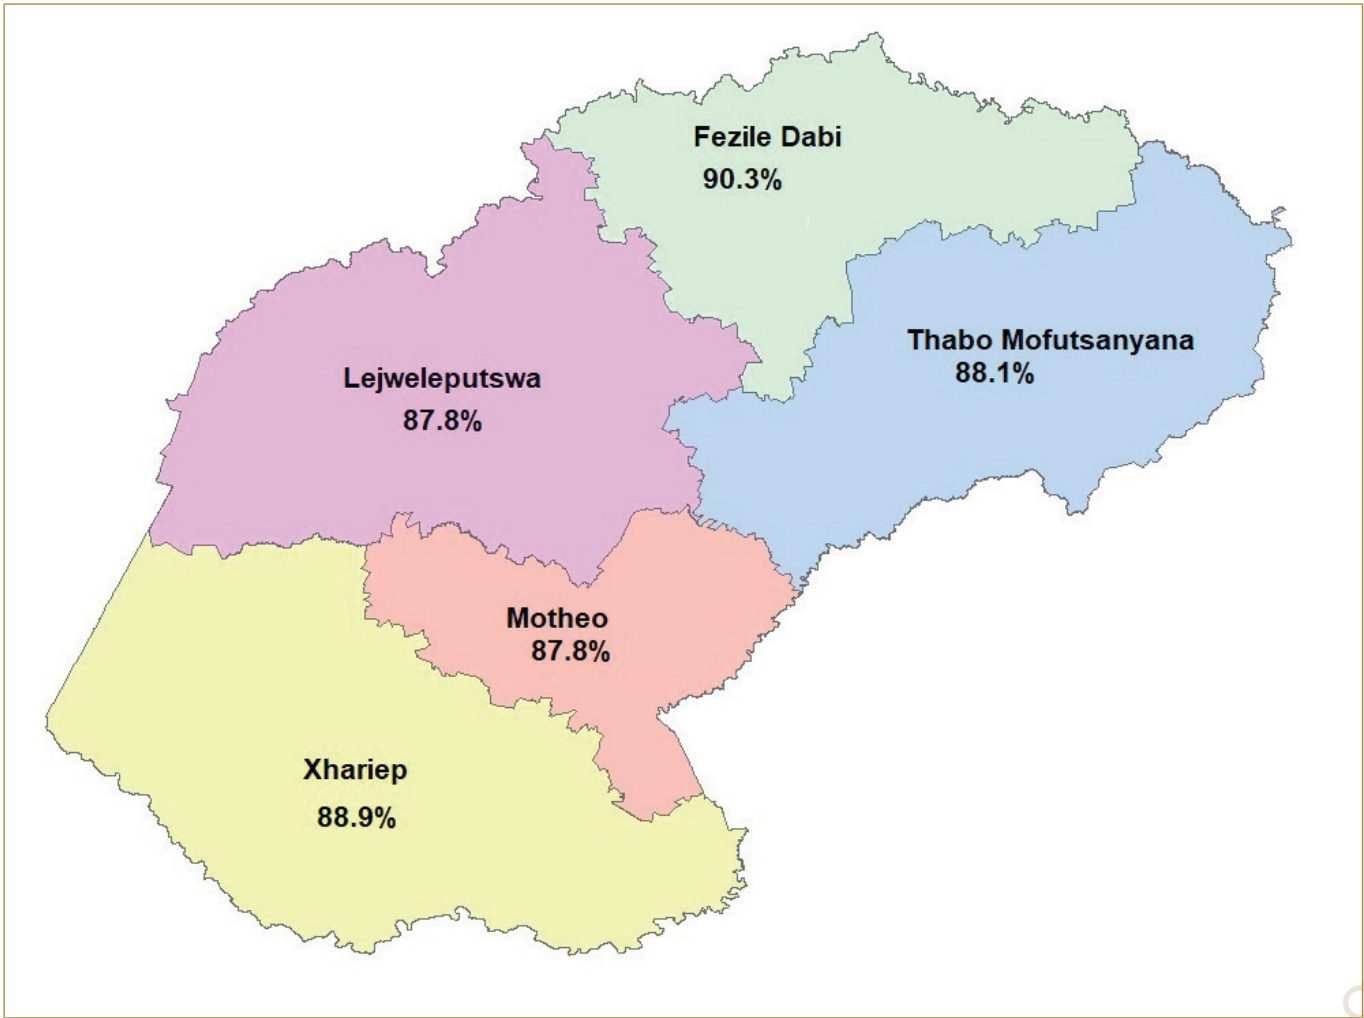 Fezile Dabi
90.3%
Thabo Mofutsanyana
88.1%
Lejweleputswa
87.8%
Motheo
87.8%
Xhariep
88.9%